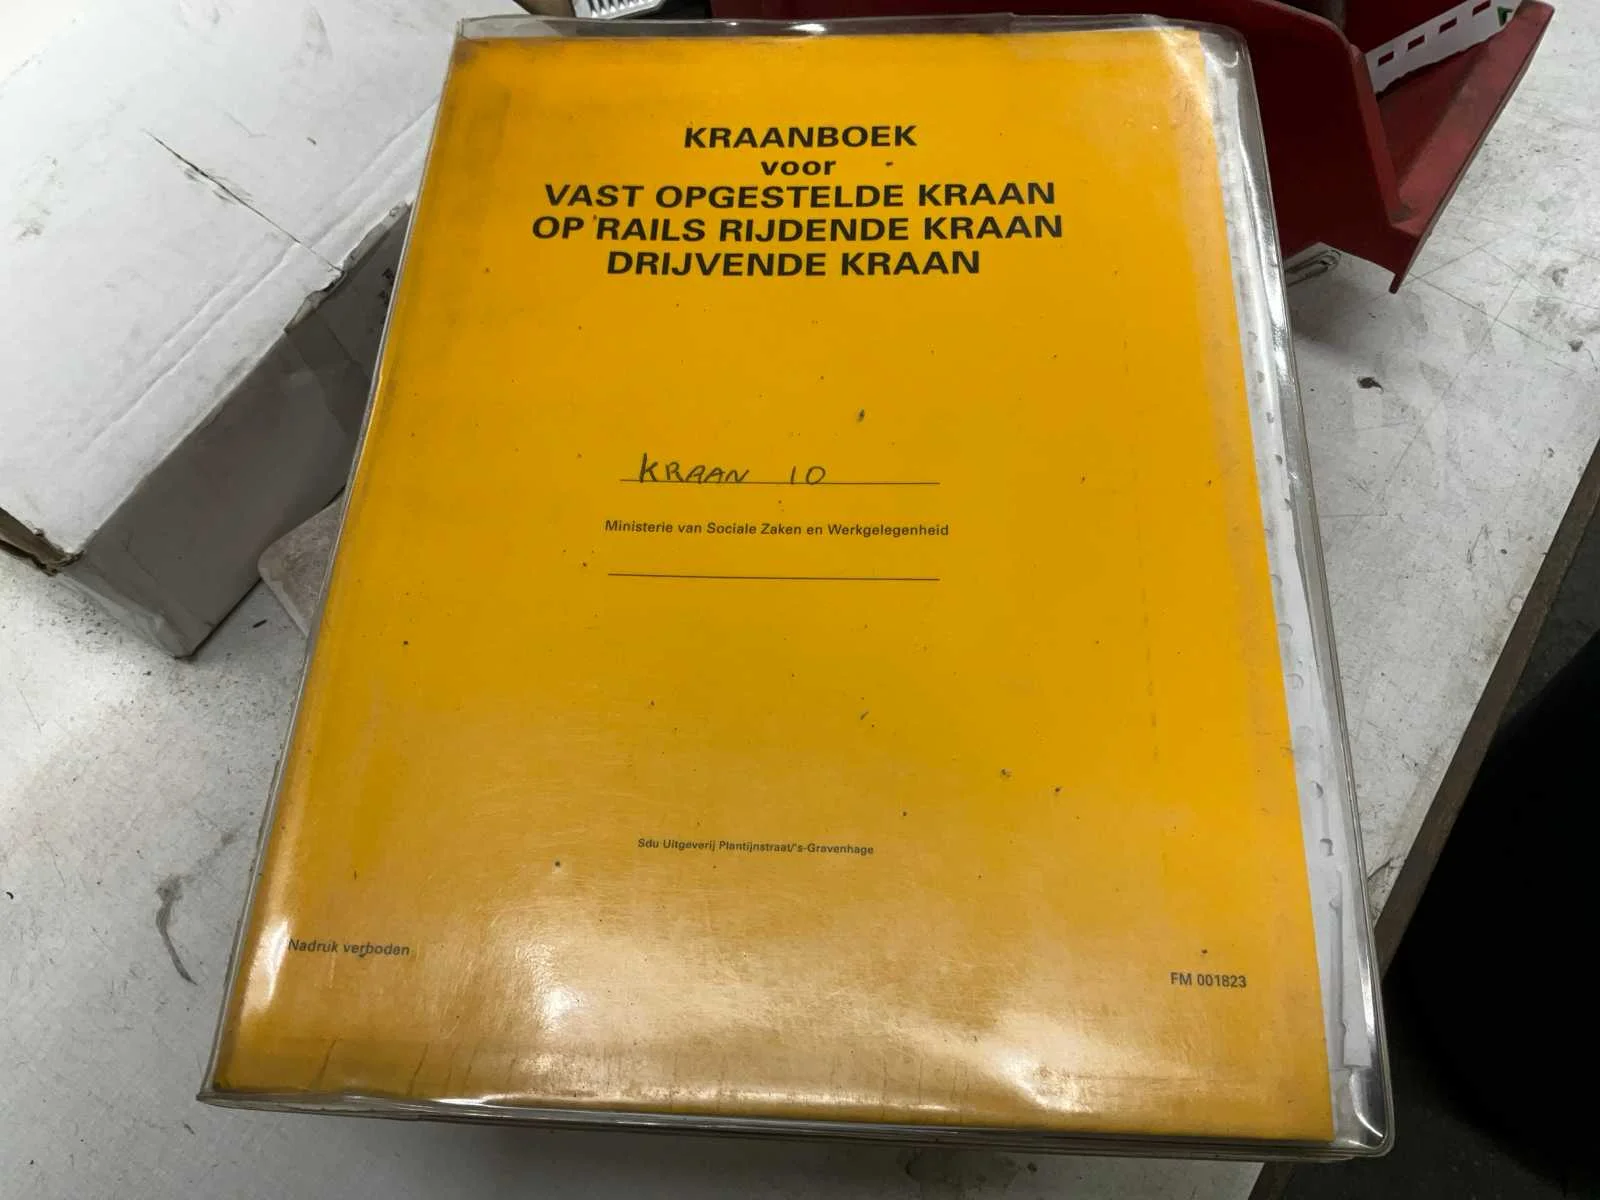 KRAANBOEK
voor
VAST OPGESTELDE KRAAN
OP RAILS RIJDENDE KRAAN
DRIJVENDE KRAAN
KRAAN 10
Ministerie van Sociale Zaken en Werkgelegenheid
Sdu Uitgeverij Plantijnstraat/'s-Gravenhage
Nadruk verboden
FM 001823